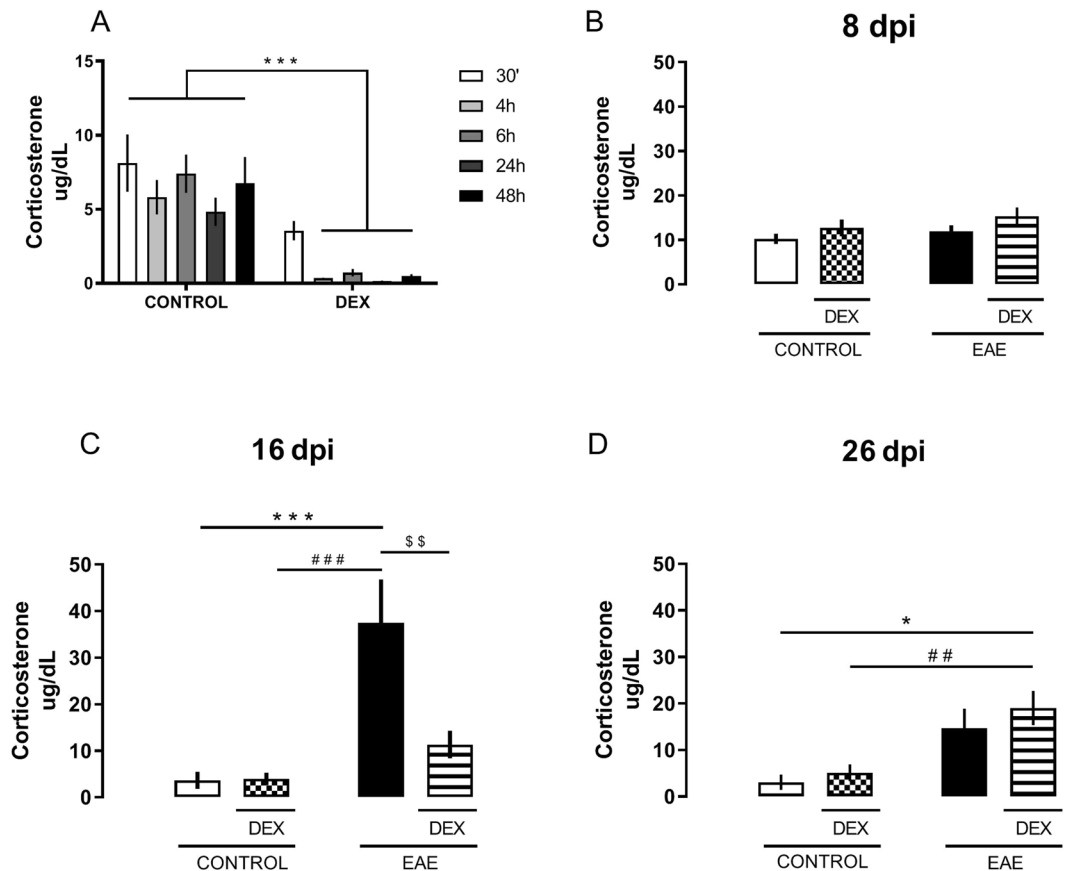 A
Corticosterone
ug/dL
15
10
5
0
***
CONTROL
DEX
30'
4h
6h
24h
48h
B
8 dpi
Corticosterone
ug/dL
50
40
30
20
10
0
DEX
DEX
CONTROL
EAE
C
16 dpi
Corticosterone
ug/dL
50
40
30
20
10
0
***
$$
###
DEX
DEX
CONTROL
EAE
D
26 dpi
Corticosterone
ug/dL
50
40
30
20
10
0
*
##
DEX
DEX
CONTROL
EAE